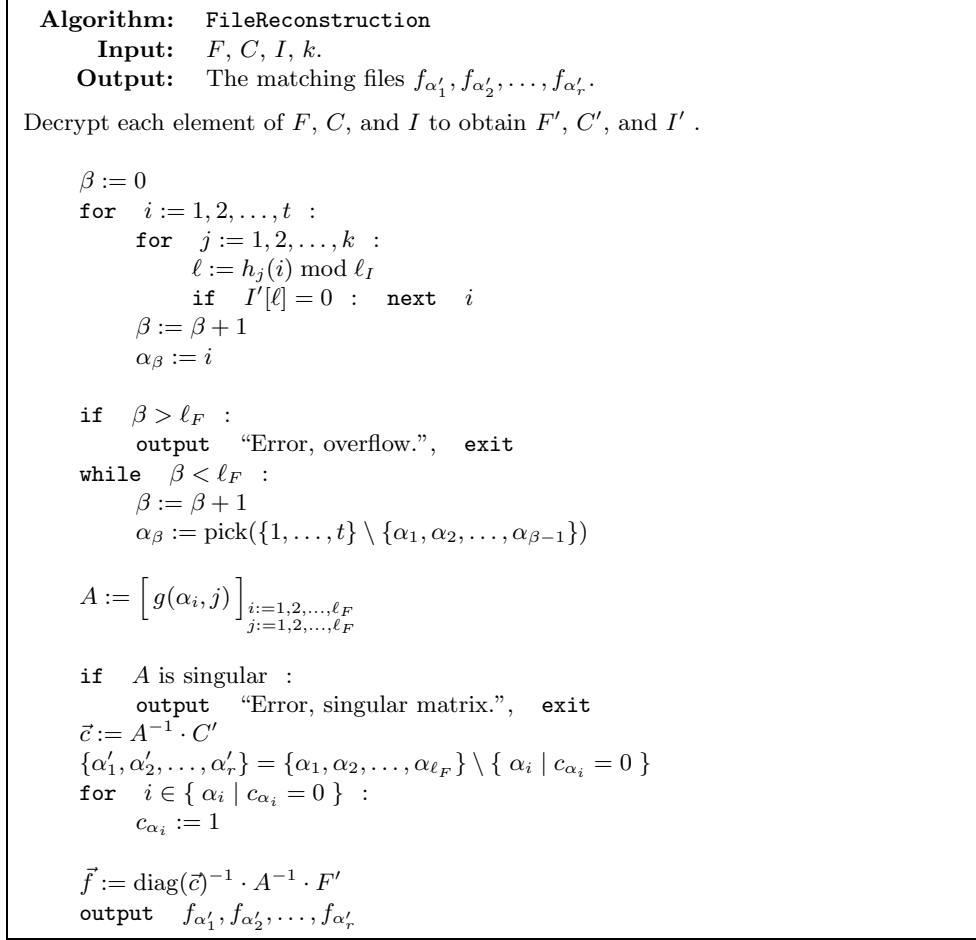 Algorithm: FileReconstruction
Input: F, C, I, k.
Output: The matching files f_{α′_1}, f_{α′_2}, . . . , f_{α′_r}.
Decrypt each element of F, C, and I to obtain F′, C′, and I′ .
β := 0
for i := 1, 2, . . . , t :
for j := 1, 2, . . . , k :
ℓ := h_j(i) mod ℓ_I
if I′[ℓ] = 0 : next i
β := β + 1
α_β := i
if β > ℓ_F :
output “Error, overflow.”, exit
while β < ℓ_F :
β := β + 1
α_β := pick({1, . . . , t} \ {α_1, α_2, . . . , α_{β−1}})
A := [ g(α_i, j) ]_{i:=1,2,...,ℓ_F j:=1,2,...,ℓ_F}
if A is singular :
output “Error, singular matrix.”, exit
c⃗ := A^{−1} · C′
{α′_1, α′_2, . . . , α′_r} = {α_1, α_2, . . . , α_{ℓ_F}} \ { α_i | c_{α_i} = 0 }
for i ∈ { α_i | c_{α_i} = 0 } :
c_{α_i} := 1
f⃗ := diag(c⃗)^{−1} · A^{−1} · F′
output f_{α′_1}, f_{α′_2}, . . . , f_{α′_r}